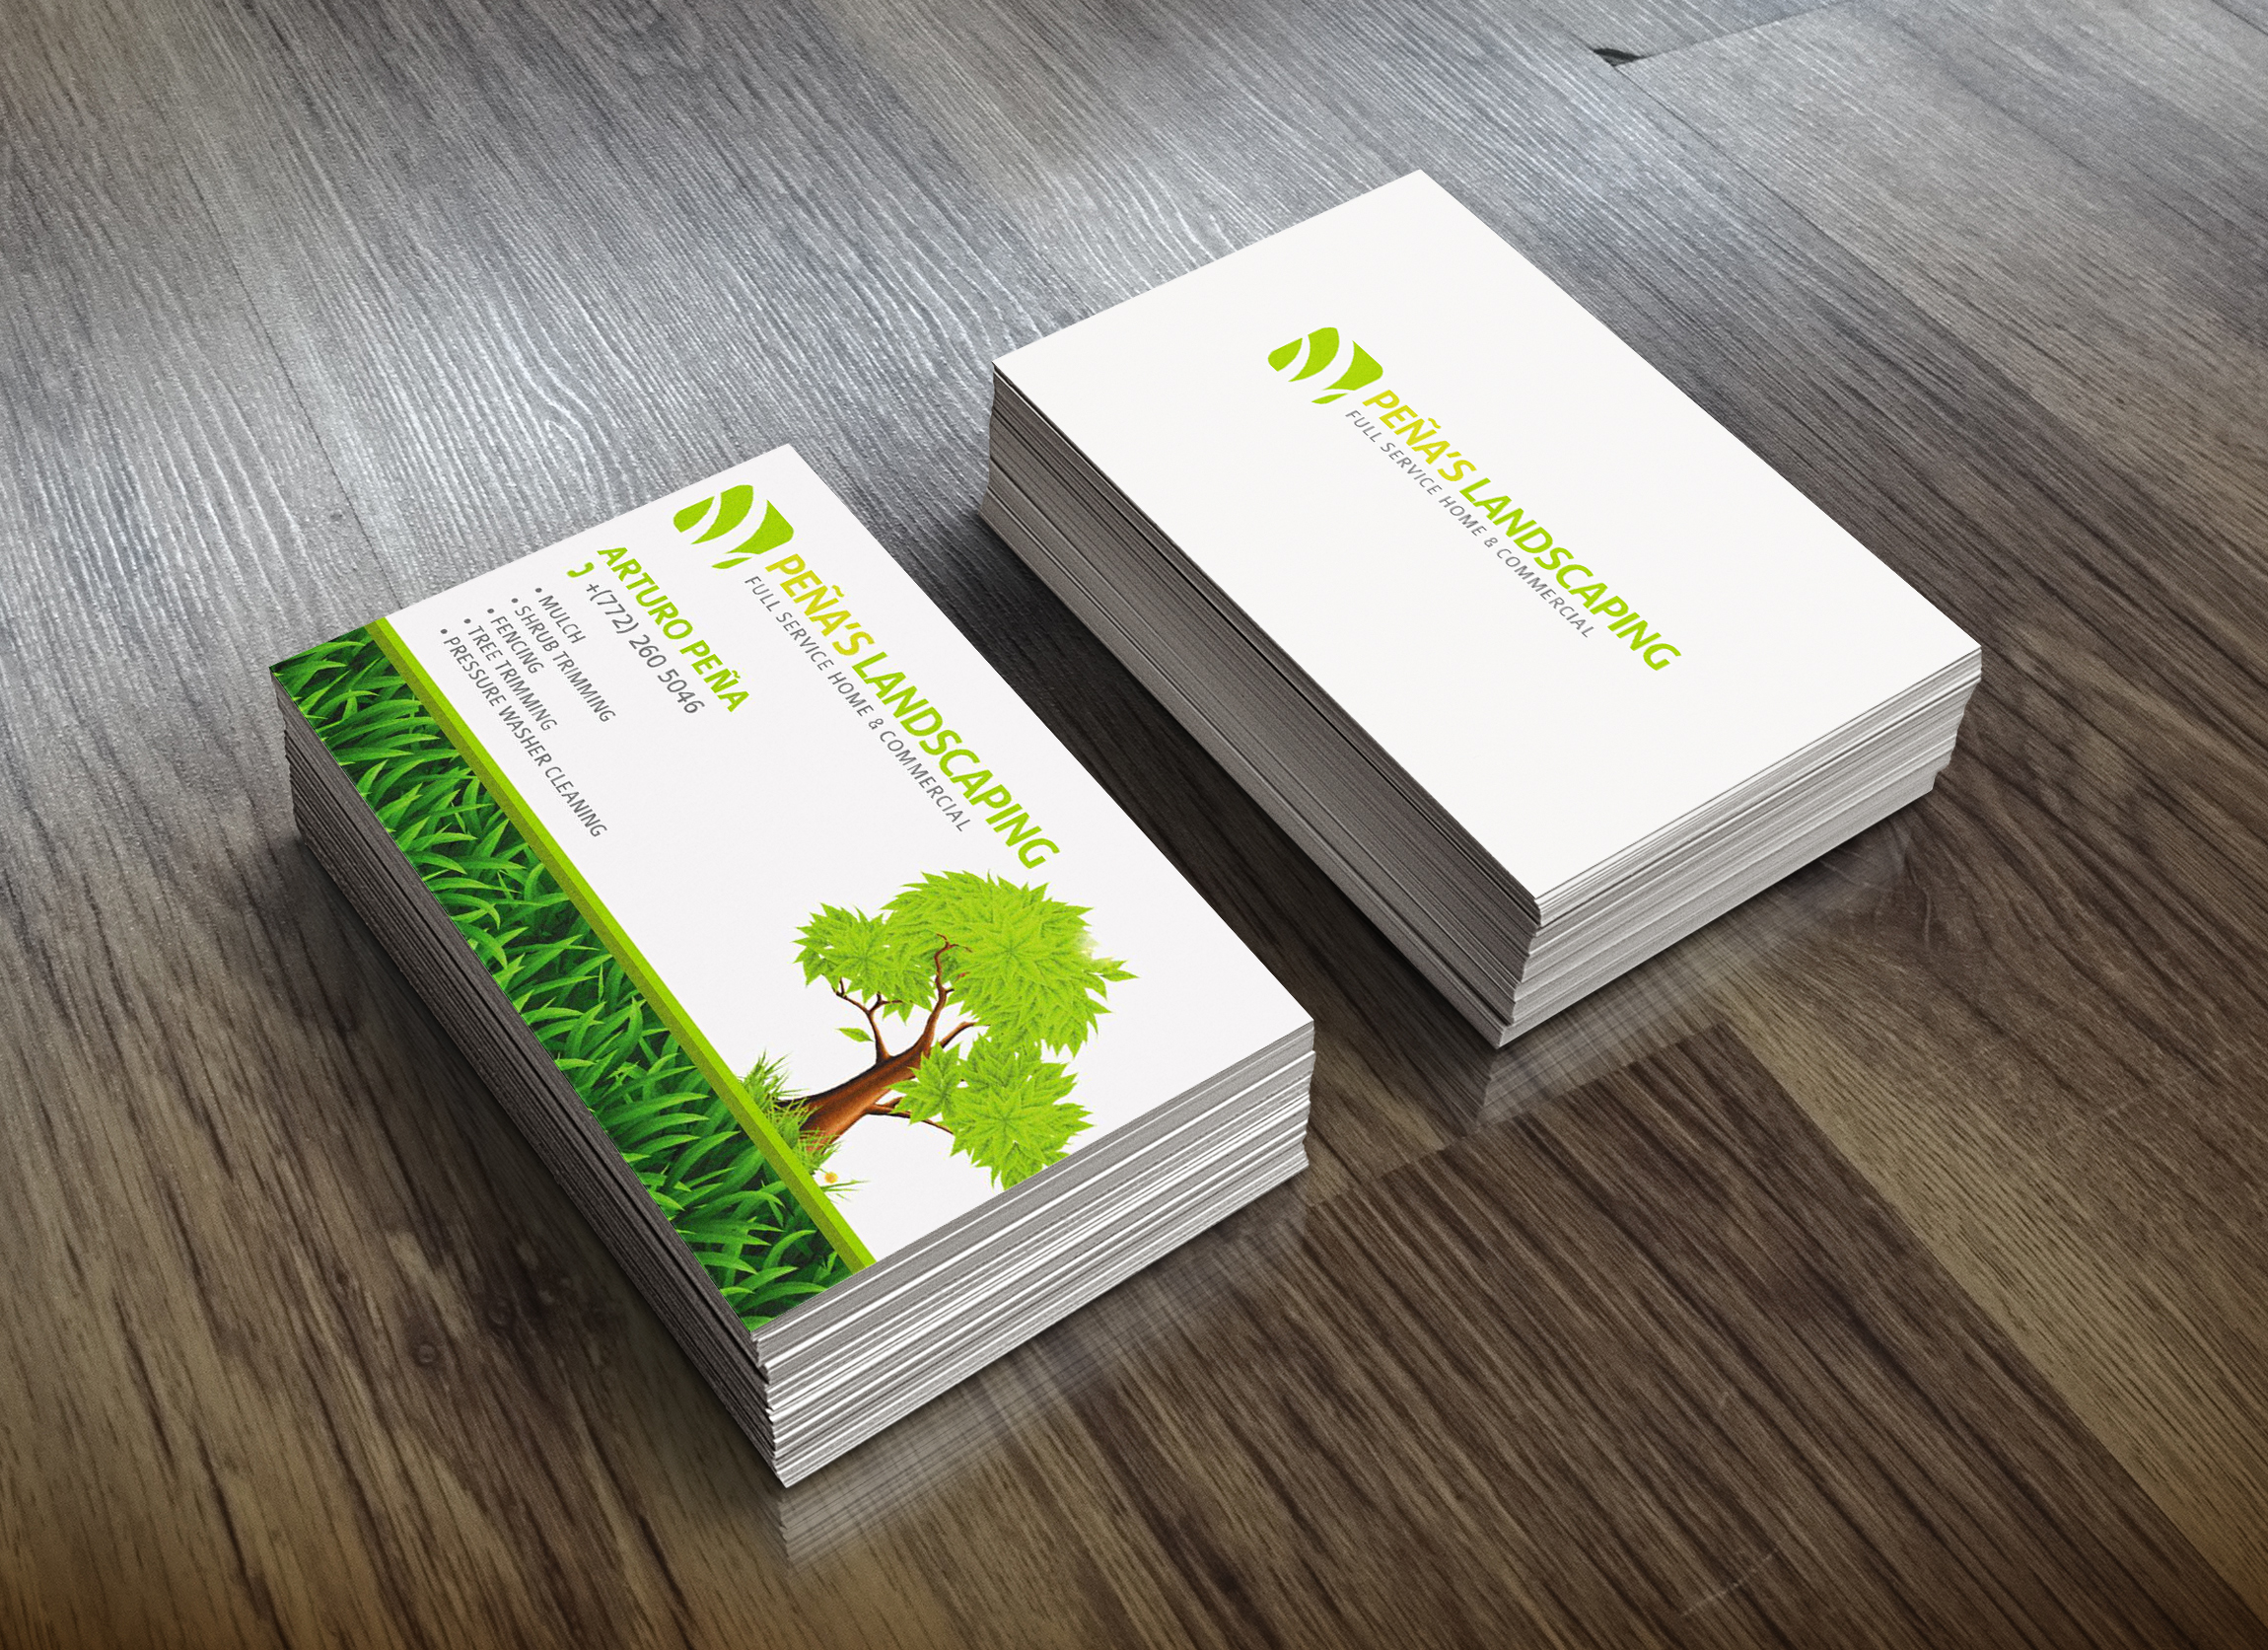 PEÑA'S LANDSCAPING
FULL SERVICE HOME & COMMERCIAL
ARTURO PEÑA
+(772) 260 5046
• MULCH
• SHRUB TRIMMING
• FENCING
• TREE TRIMMING
• PRESSURE WASHER CLEANING
PEÑA'S LANDSCAPING
FULL SERVICE HOME & COMMERCIAL